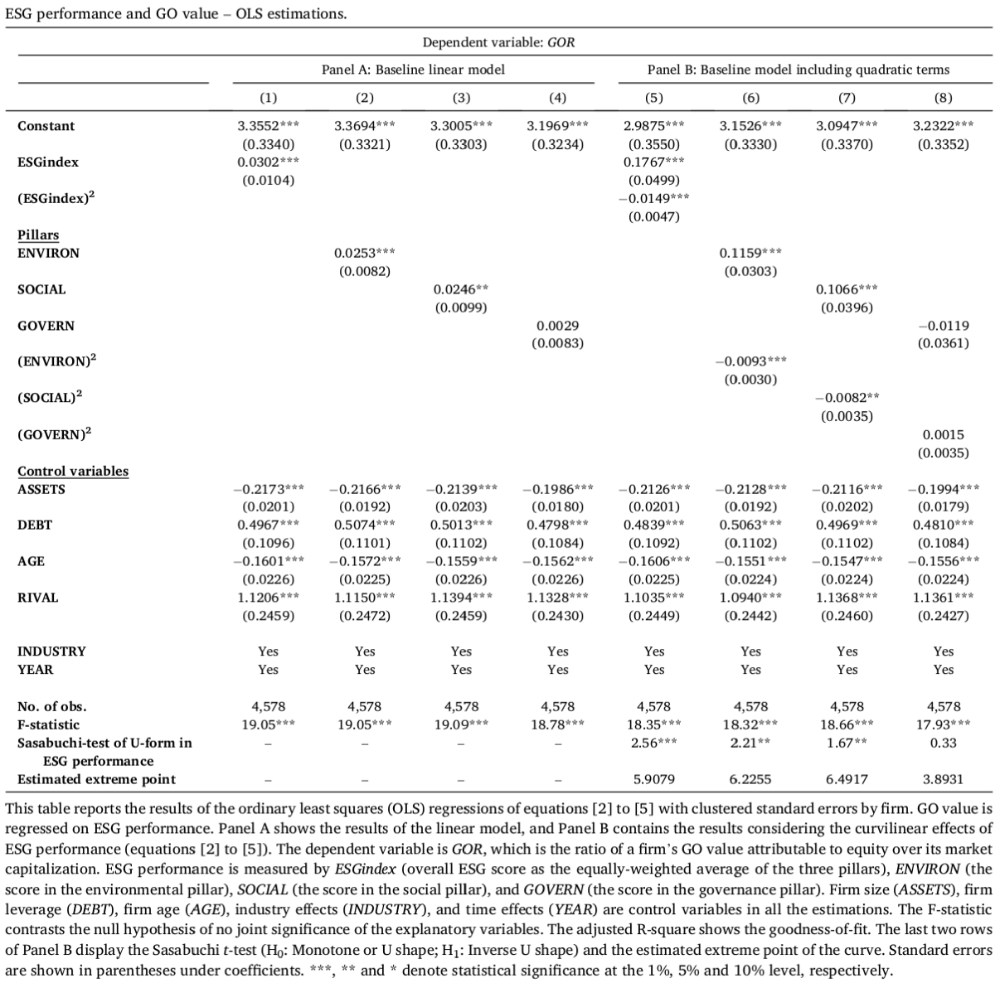 ESG performance and GO value – OLS estimations.
Dependent variable: GOR
Panel A: Baseline linear model Panel B: Baseline model including quadratic terms
(1) (2) (3) (4) (5) (6) (7) (8)
Constant 3.3552*** 3.3694*** 3.3005*** 3.1969*** 2.9875*** 3.1526*** 3.0947*** 3.2322***
(0.3340) (0.3321) (0.3303) (0.3234) (0.3550) (0.3330) (0.3370) (0.3352)
ESGindex 0.0302*** 0.1767***
(0.0104) (0.0499)
(ESGindex)² −0.0149***
(0.0047)
Pillars
ENVIRON 0.0253*** 0.1159***
(0.0082) (0.0303)
SOCIAL 0.0246** 0.1066***
(0.0099) (0.0396)
GOVERN 0.0029 −0.0119
(0.0083) (0.0361)
(ENVIRON)² −0.0093***
(0.0030)
(SOCIAL)² −0.0082**
(0.0035)
(GOVERN)² 0.0015
(0.0035)
Control variables
ASSETS −0.2173*** −0.2166*** −0.2139*** −0.1986*** −0.2126*** −0.2128*** −0.2116*** −0.1994***
(0.0201) (0.0192) (0.0203) (0.0180) (0.0201) (0.0192) (0.0202) (0.0179)
DEBT 0.4967*** 0.5074*** 0.5013*** 0.4798*** 0.4839*** 0.5063*** 0.4969*** 0.4810***
(0.1096) (0.1101) (0.1102) (0.1084) (0.1092) (0.1102) (0.1102) (0.1084)
AGE −0.1601*** −0.1572*** −0.1559*** −0.1562*** −0.1606*** −0.1551*** −0.1547*** −0.1556***
(0.0226) (0.0225) (0.0226) (0.0226) (0.0225) (0.0224) (0.0224) (0.0224)
RIVAL 1.1206*** 1.1150*** 1.1394*** 1.1328*** 1.1035*** 1.0940*** 1.1368*** 1.1361***
(0.2459) (0.2472) (0.2459) (0.2430) (0.2449) (0.2442) (0.2460) (0.2427)
INDUSTRY Yes Yes Yes Yes Yes Yes Yes Yes
YEAR Yes Yes Yes Yes Yes Yes Yes Yes
No. of obs. 4,578 4,578 4,578 4,578 4,578 4,578 4,578 4,578
F-statistic 19.05*** 19.05*** 19.09*** 18.78*** 18.35*** 18.32*** 18.66*** 17.93***
Sasabuchi-test of U-form in – – – – 2.56*** 2.21** 1.67** 0.33
ESG performance
Estimated extreme point – – – – 5.9079 6.2255 6.4917 3.8931
This table reports the results of the ordinary least squares (OLS) regressions of equations [2] to [5] with clustered standard errors by firm. GO value is
regressed on ESG performance. Panel A shows the results of the linear model, and Panel B contains the results considering the curvilinear effects of
ESG performance (equations [2] to [5]). The dependent variable is GOR, which is the ratio of a firm's GO value attributable to equity over its market
capitalization. ESG performance is measured by ESGindex (overall ESG score as the equally-weighted average of the three pillars), ENVIRON (the
score in the environmental pillar), SOCIAL (the score in the social pillar), and GOVERN (the score in the governance pillar). Firm size (ASSETS), firm
leverage (DEBT), firm age (AGE), industry effects (INDUSTRY), and time effects (YEAR) are control variables in all the estimations. The F-statistic
contrasts the null hypothesis of no joint significance of the explanatory variables. The adjusted R-square shows the goodness-of-fit. The last two rows
of Panel B display the Sasabuchi t-test (H₀: Monotone or U shape; H₁: Inverse U shape) and the estimated extreme point of the curve. Standard errors
are shown in parentheses under coefficients. ***, ** and * denote statistical significance at the 1%, 5% and 10% level, respectively.